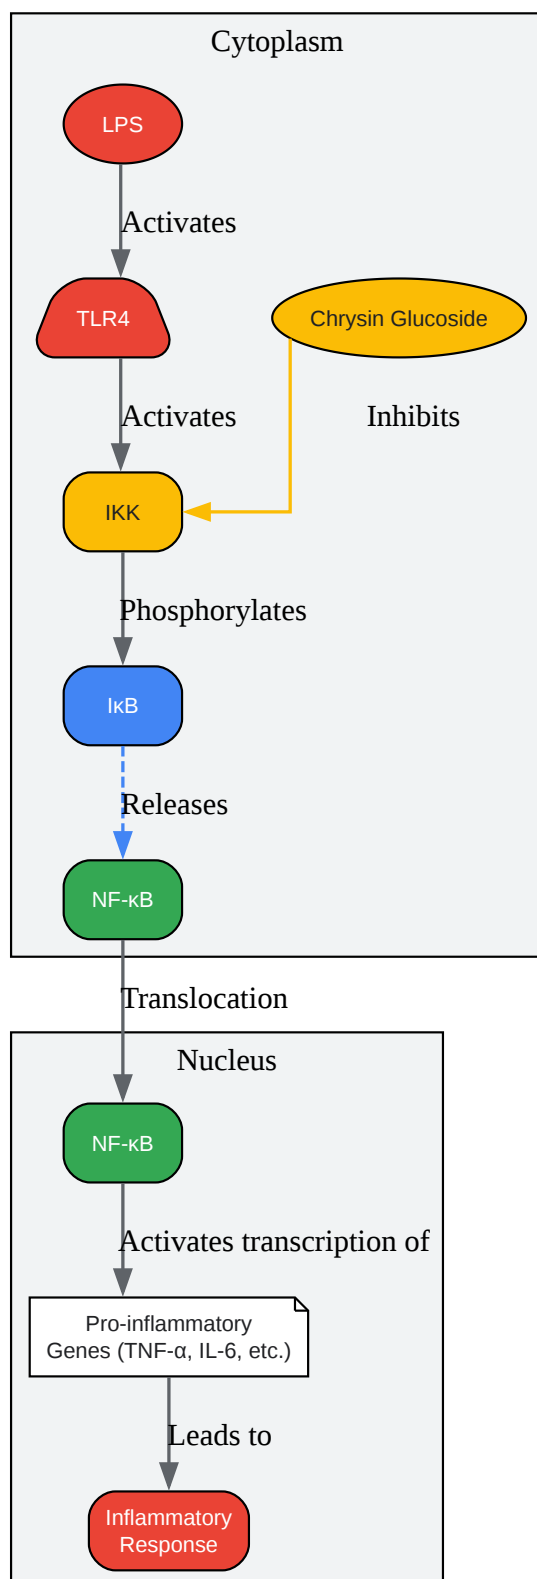 Cytoplasm
LPS
Activates
TLR4
Chrysin Glucoside
Activates
Inhibits
IKK
Phosphorylates
IκB
Releases
NF-κB
Translocation
Nucleus
NF-κB
Activates transcription of
Pro-inflammatory
Genes (TNF-α, IL-6, etc.)
Leads to
Inflammatory
Response